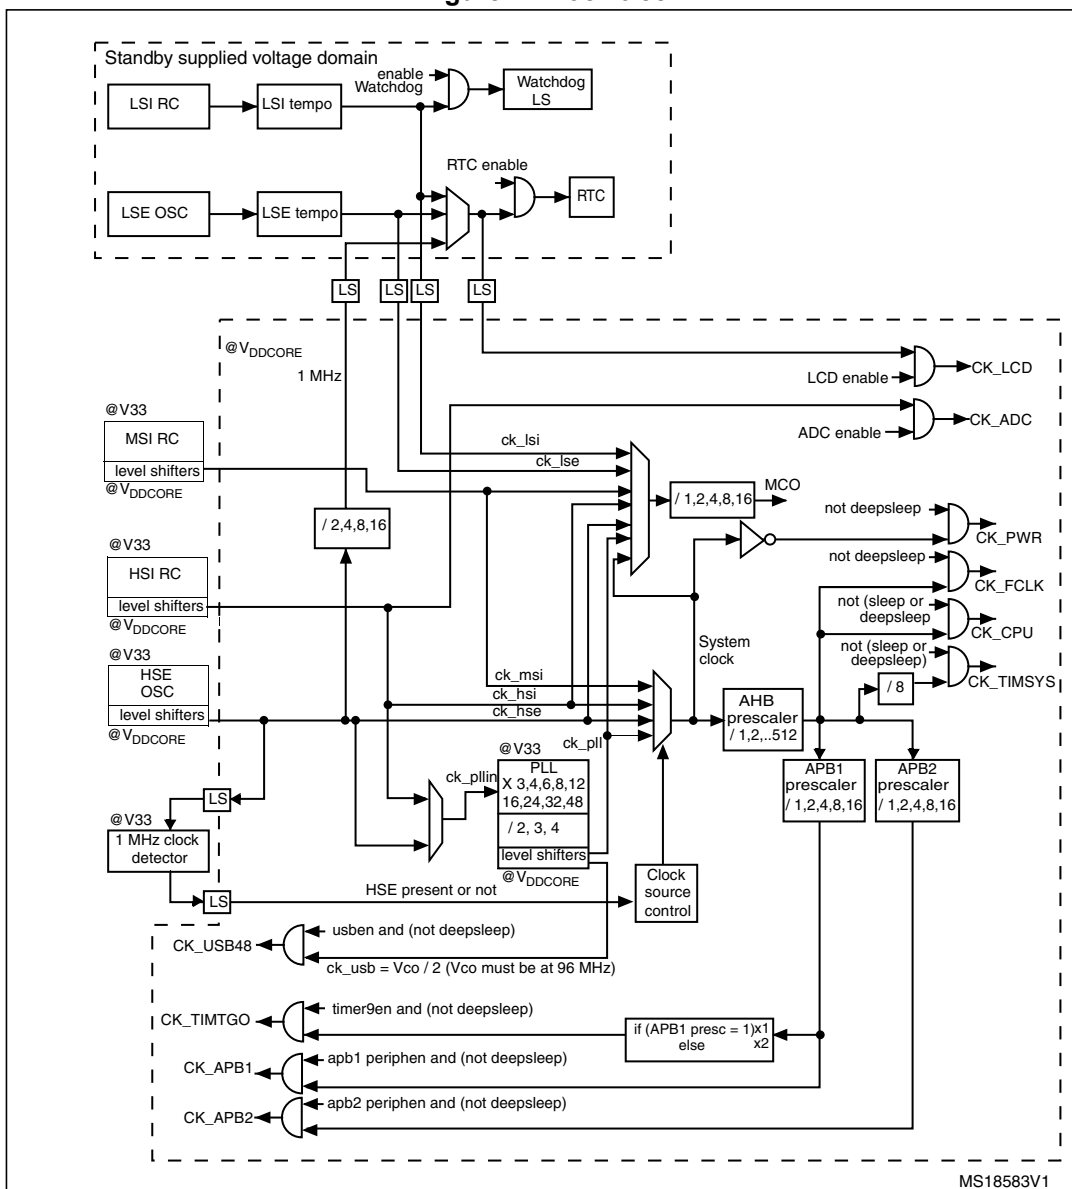 Standby supplied voltage domain
enable
Watchdog
Watchdog
LS
LSI RC
LSI tempo
RTC enable
RTC
LSE OSC
LSE tempo
LS
LS
LS
LS
@VDDCORE
1 MHz
LCD enable
CK_LCD
ADC enable
CK_ADC
@V33
MSI RC
level shifters
@VDDCORE
ck_lsi
ck_lse
/ 1,2,4,8,16
MCO
/ 2,4,8,16
not deepsleep
CK_PWR
@V33
HSI RC
level shifters
@VDDCORE
not deepsleep
CK_FCLK
not (sleep or
deepsleep
CK_CPU
not (sleep or
deepsleep)
CK_TIMSYS
/ 8
System
clock
@V33
HSE
OSC
level shifters
@VDDCORE
ck_msi
ck_hsi
ck_hse
ck_pll
AHB
prescaler
/ 1,2,..512
@V33
ck_pllin
PLL
X 3,4,6,8,12
16,24,32,48
/ 2, 3, 4
level shifters
@VDDCORE
APB1
prescaler
/ 1,2,4,8,16
APB2
prescaler
/ 1,2,4,8,16
LS
@V33
1 MHz clock
detector
LS
HSE present or not
Clock
source
control
usben and (not deepsleep)
CK_USB48
ck_usb = Vco / 2 (Vco must be at 96 MHz)
timer9en and (not deepsleep)
CK_TIMTGO
if (APB1 presc = 1)x1
else x2
apb1 periphen and (not deepsleep)
CK_APB1
apb2 periphen and (not deepsleep)
CK_APB2
MS18583V1